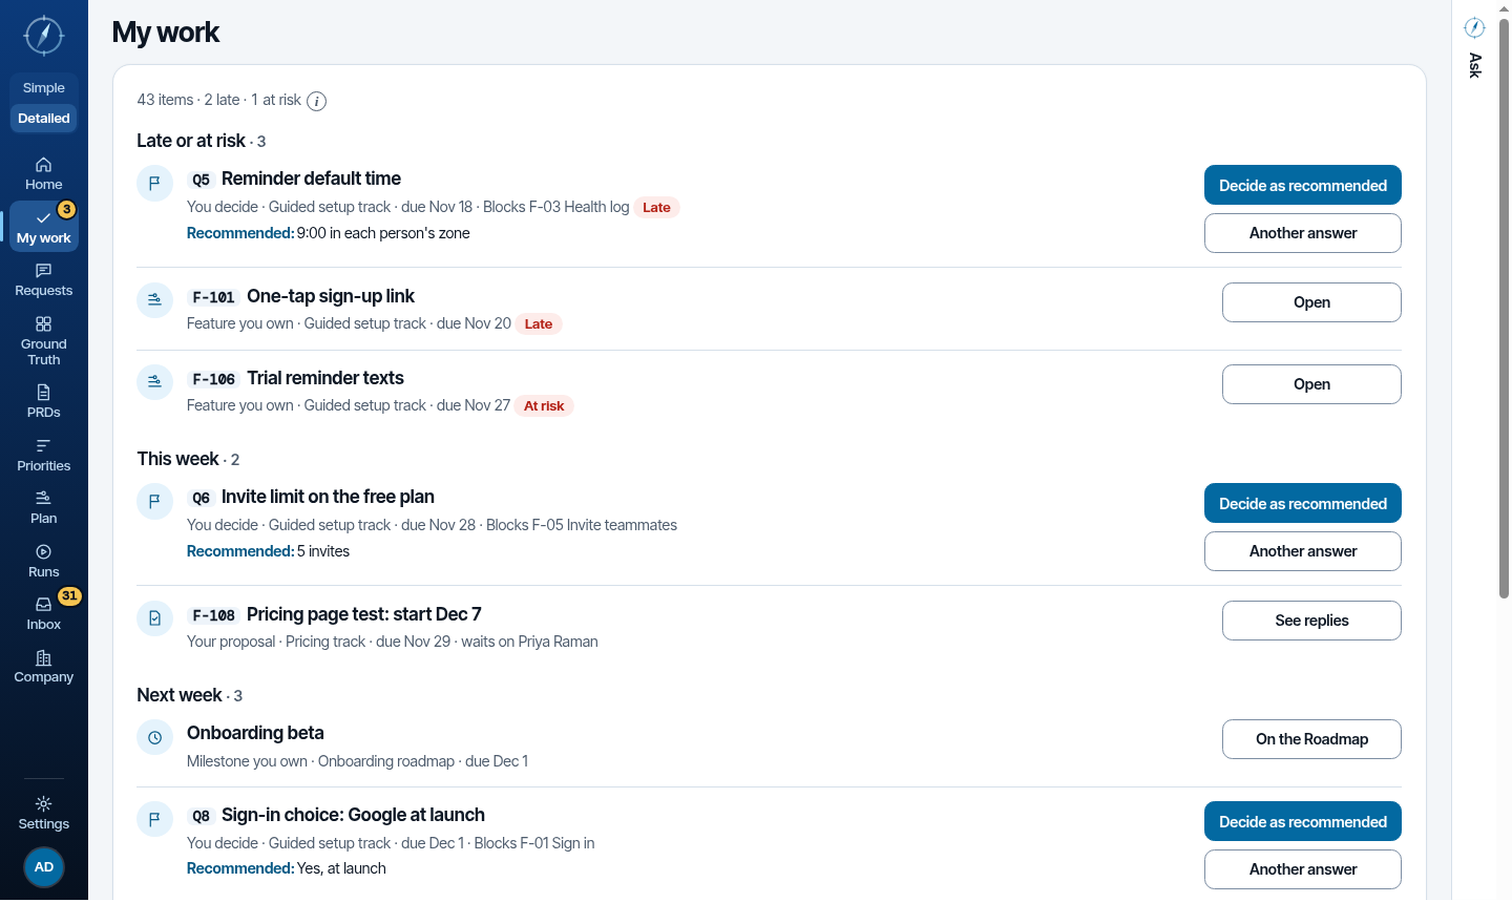 Simple
Detailed
Home
3
My work
Requests
Ground
Truth
PRDs
Priorities
Plan
Runs
31
Inbox
Company
Settings
AD
My work
43 items · 2 late · 1 at risk i
Late or at risk · 3
Q5 Reminder default time
You decide · Guided setup track · due Nov 18 · Blocks F-03 Health log Late
Recommended: 9:00 in each person's zone
Decide as recommended
Another answer
F-101 One-tap sign-up link
Feature you own · Guided setup track · due Nov 20 Late
Open
F-106 Trial reminder texts
Feature you own · Guided setup track · due Nov 27 At risk
Open
This week · 2
Q6 Invite limit on the free plan
You decide · Guided setup track · due Nov 28 · Blocks F-05 Invite teammates
Recommended: 5 invites
Decide as recommended
Another answer
F-108 Pricing page test: start Dec 7
Your proposal · Pricing track · due Nov 29 · waits on Priya Raman
See replies
Next week · 3
Onboarding beta
Milestone you own · Onboarding roadmap · due Dec 1
On the Roadmap
Q8 Sign-in choice: Google at launch
You decide · Guided setup track · due Dec 1 · Blocks F-01 Sign in
Recommended: Yes, at launch
Decide as recommended
Another answer
Ask